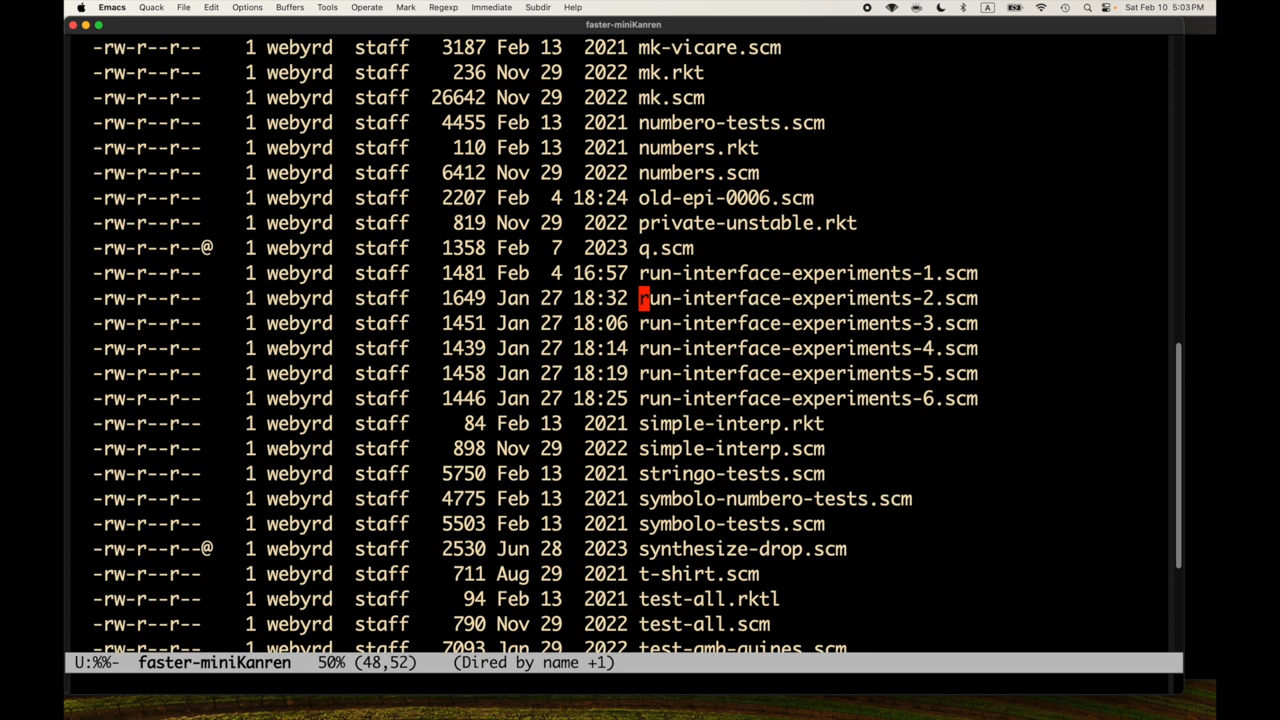 Emacs Quack File Edit Options Buffers Tools Operate Mark Regexp Immediate Subdir Help A Sat Feb 10 5:03 PM
faster-miniKanren
-rw-r--r-- 1 webyrd staff 3187 Feb 13 2021 mk-vicare.scm
-rw-r--r-- 1 webyrd staff 236 Nov 29 2022 mk.rkt
-rw-r--r-- 1 webyrd staff 26642 Nov 29 2022 mk.scm
-rw-r--r-- 1 webyrd staff 4455 Feb 13 2021 numbero-tests.scm
-rw-r--r-- 1 webyrd staff 110 Feb 13 2021 numbers.rkt
-rw-r--r-- 1 webyrd staff 6412 Nov 29 2022 numbers.scm
-rw-r--r-- 1 webyrd staff 2207 Feb 4 18:24 old-epi-0006.scm
-rw-r--r-- 1 webyrd staff 819 Nov 29 2022 private-unstable.rkt
-rw-r--r--@ 1 webyrd staff 1358 Feb 7 2023 q.scm
-rw-r--r-- 1 webyrd staff 1481 Feb 4 16:57 run-interface-experiments-1.scm
-rw-r--r-- 1 webyrd staff 1649 Jan 27 18:32 run-interface-experiments-2.scm
-rw-r--r-- 1 webyrd staff 1451 Jan 27 18:06 run-interface-experiments-3.scm
-rw-r--r-- 1 webyrd staff 1439 Jan 27 18:14 run-interface-experiments-4.scm
-rw-r--r-- 1 webyrd staff 1458 Jan 27 18:19 run-interface-experiments-5.scm
-rw-r--r-- 1 webyrd staff 1446 Jan 27 18:25 run-interface-experiments-6.scm
-rw-r--r-- 1 webyrd staff 84 Feb 13 2021 simple-interp.rkt
-rw-r--r-- 1 webyrd staff 898 Nov 29 2022 simple-interp.scm
-rw-r--r-- 1 webyrd staff 5750 Feb 13 2021 stringo-tests.scm
-rw-r--r-- 1 webyrd staff 4775 Feb 13 2021 symbolo-numbero-tests.scm
-rw-r--r-- 1 webyrd staff 5503 Feb 13 2021 symbolo-tests.scm
-rw-r--r--@ 1 webyrd staff 2530 Jun 28 2023 synthesize-drop.scm
-rw-r--r-- 1 webyrd staff 711 Aug 29 2021 t-shirt.scm
-rw-r--r-- 1 webyrd staff 94 Feb 13 2021 test-all.rktl
-rw-r--r-- 1 webyrd staff 790 Nov 29 2022 test-all.scm
-rw-r--r-- 1 webyrd staff 7093 Jan 29 2022 test-amb-quines.scm
U:%%- faster-miniKanren 50% (48,52) (Dired by name +1)